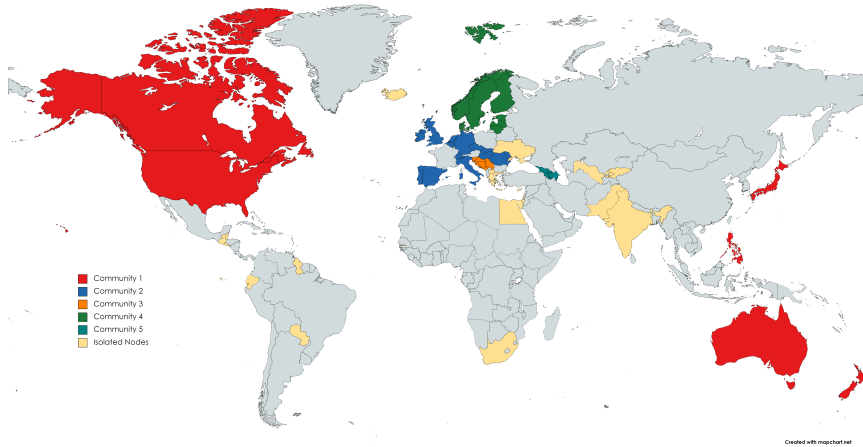 Community 1
Community 2
Community 3
Community 4
Community 5
Isolated Nodes
Created with mapchart.net